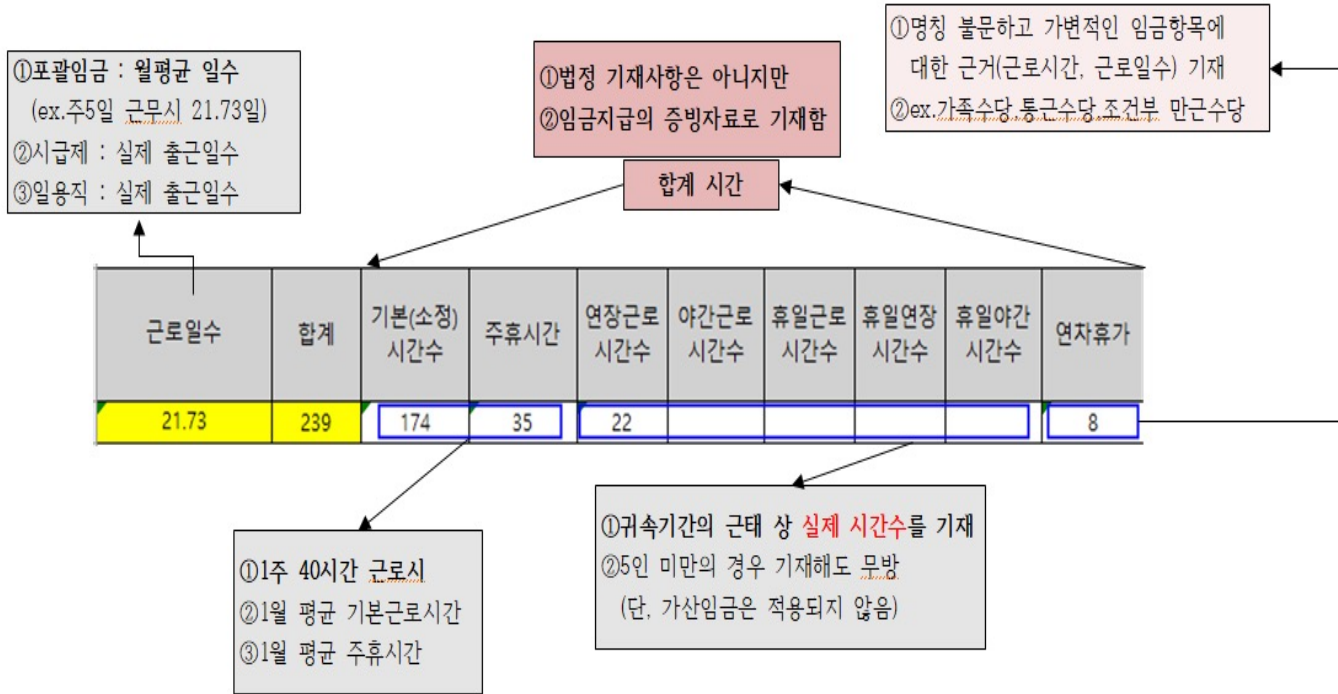 ①포괄임금 : 월평균 일수
(ex.주5일 근무시 21.73일)
②시급제 : 실제 출근일수
③일용직 : 실제 출근일수
①법정 기재사항은 아니지만
②임금지급의 증빙자료로 기재함
합계 시간
①명칭 불문하고 가변적인 임금항목에
대한 근거(근로시간, 근로일수) 기재
②ex.가족수당,통근수당,조건부 만근수당
근로일수 합계 기본(소정) 시간수 주휴시간 연장근로 시간수 야간근로 시간수 휴일근로 시간수 휴일연장 시간수 휴일야간 시간수 연차휴가
21.73 239 174 35 22 8
①1주 40시간 근로시
②1월 평균 기본근로시간
③1월 평균 주휴시간
①귀속기간의 근태 상 실제 시간수를 기재
②5인 미만의 경우 기재해도 무방
(단, 가산임금은 적용되지 않음)